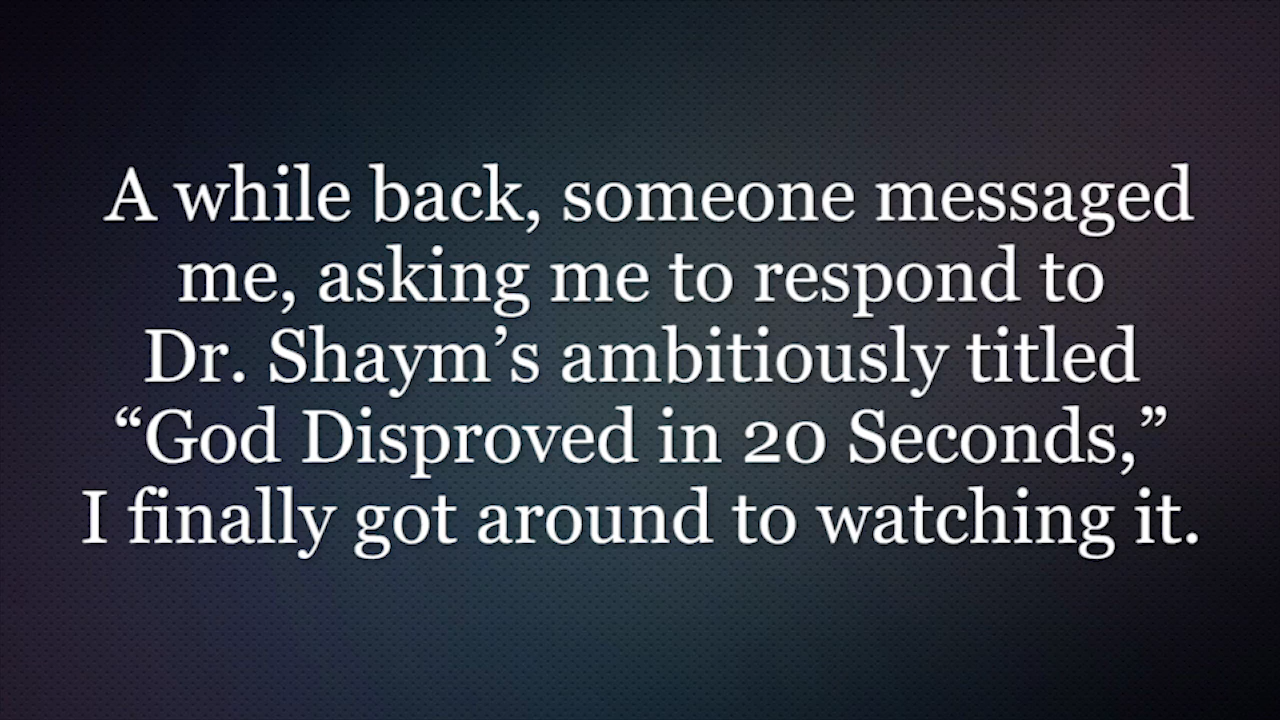 A while back, someone messaged
me, asking me to respond to
Dr. Shaym’s ambitiously titled
“God Disproved in 20 Seconds,”
I finally got around to watching it.